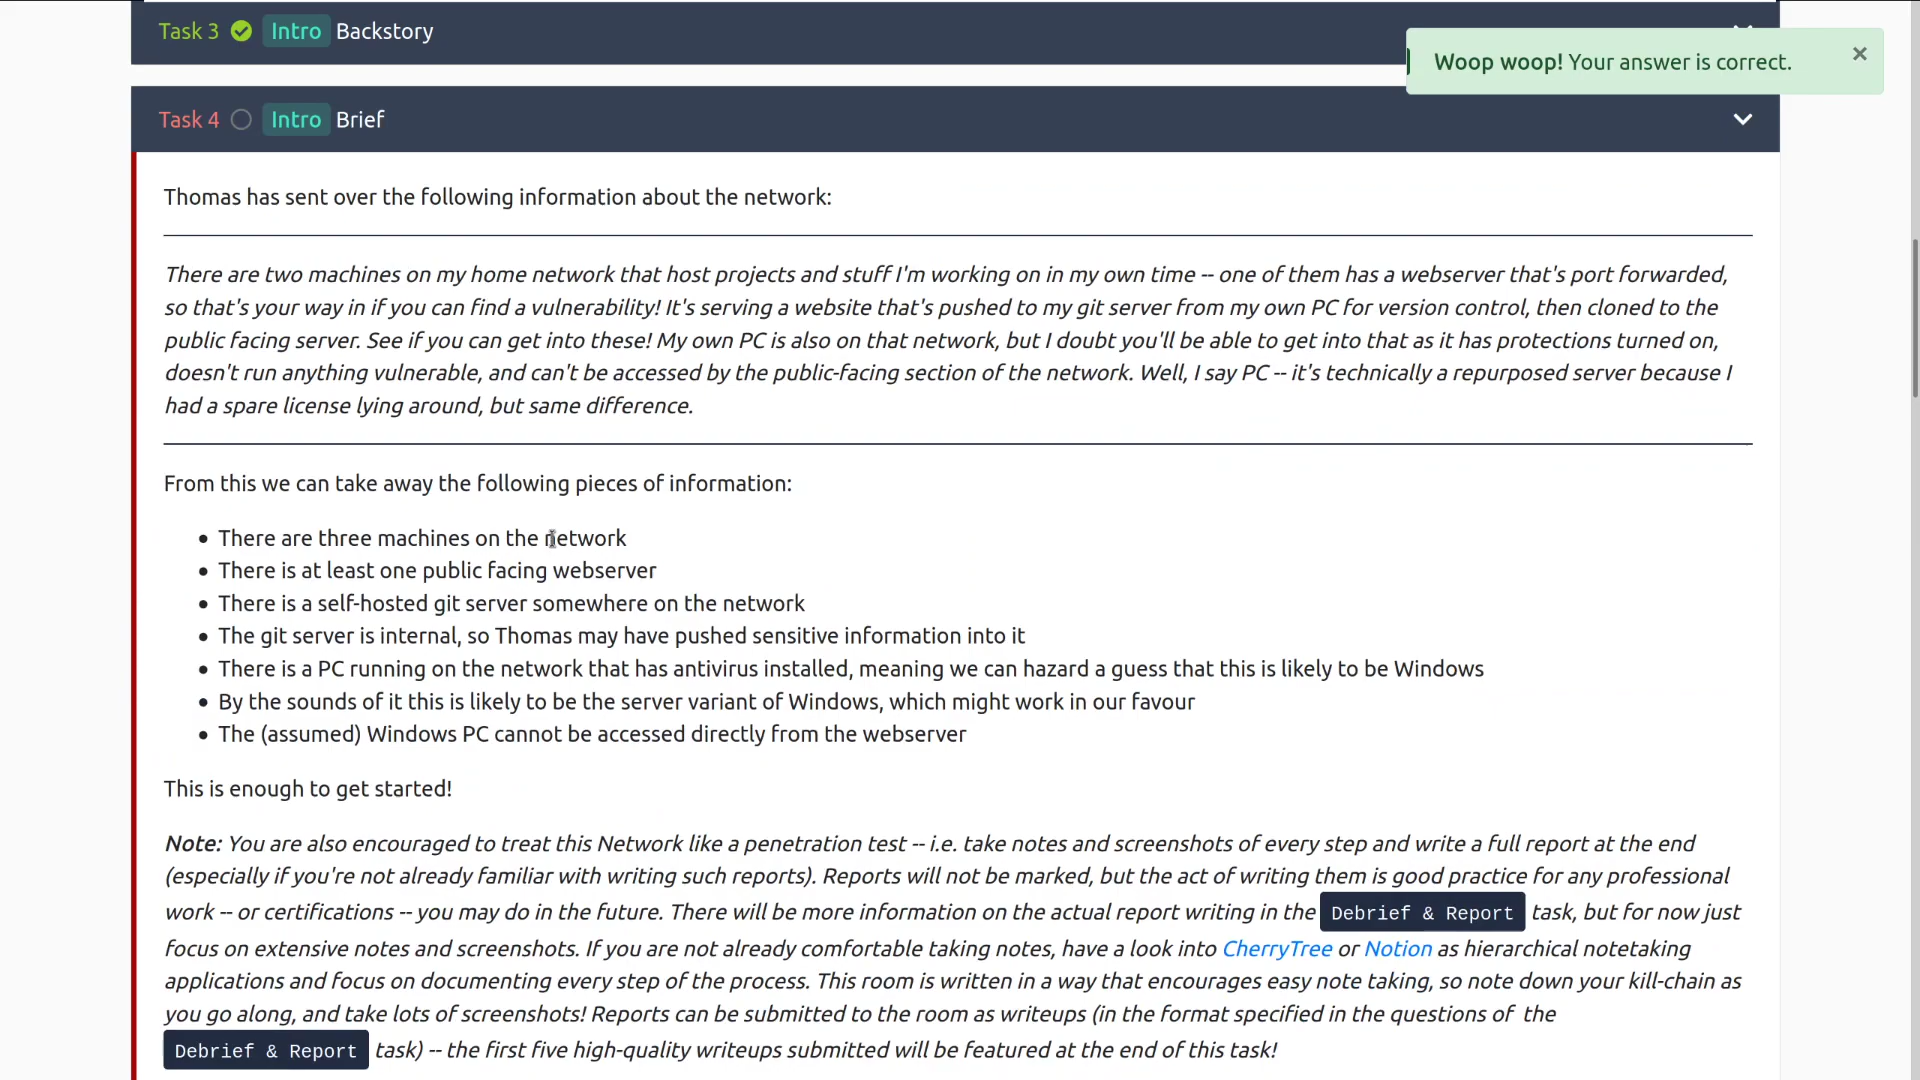 Task 3 Intro Backstory
Woop woop! Your answer is correct. ×
Task 4 Intro Brief
Thomas has sent over the following information about the network:
There are two machines on my home network that host projects and stuff I'm working on in my own time -- one of them has a webserver that's port forwarded,
so that's your way in if you can find a vulnerability! It's serving a website that's pushed to my git server from my own PC for version control, then cloned to the
public facing server. See if you can get into these! My own PC is also on that network, but I doubt you'll be able to get into that as it has protections turned on,
doesn't run anything vulnerable, and can't be accessed by the public-facing section of the network. Well, I say PC -- it's technically a repurposed server because I
had a spare license lying around, but same difference.
From this we can take away the following pieces of information:
• There are three machines on the network
• There is at least one public facing webserver
• There is a self-hosted git server somewhere on the network
• The git server is internal, so Thomas may have pushed sensitive information into it
• There is a PC running on the network that has antivirus installed, meaning we can hazard a guess that this is likely to be Windows
• By the sounds of it this is likely to be the server variant of Windows, which might work in our favour
• The (assumed) Windows PC cannot be accessed directly from the webserver
This is enough to get started!
Note: You are also encouraged to treat this Network like a penetration test -- i.e. take notes and screenshots of every step and write a full report at the end
(especially if you're not already familiar with writing such reports). Reports will not be marked, but the act of writing them is good practice for any professional
work -- or certifications -- you may do in the future. There will be more information on the actual report writing in the Debrief & Report task, but for now just
focus on extensive notes and screenshots. If you are not already comfortable taking notes, have a look into CherryTree or Notion as hierarchical notetaking
applications and focus on documenting every step of the process. This room is written in a way that encourages easy note taking, so note down your kill-chain as
you go along, and take lots of screenshots! Reports can be submitted to the room as writeups (in the format specified in the questions of the
Debrief & Report task) -- the first five high-quality writeups submitted will be featured at the end of this task!